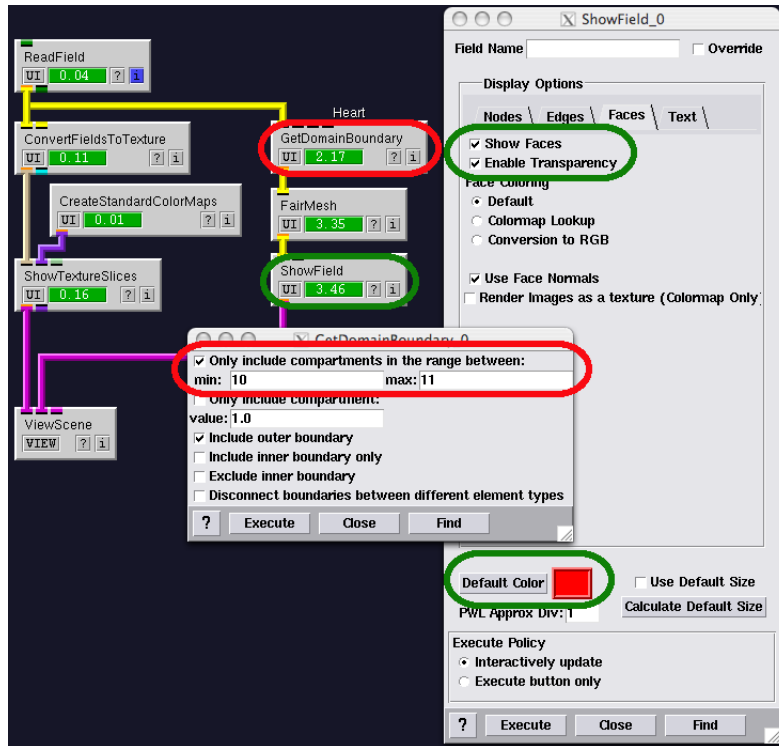 ReadField
UI 0.04 ? i
ConvertFieldsToTexture
UI 0.11 ? i
CreateStandardColorMaps
UI 0.01 ? i
ShowTextureSlices
UI 0.16 ? i
ViewScene
VIEW ? i
Heart
GetDomainBoundary
UI 2.17 ? i
FairMesh
UI 3.35 ? i
ShowField
UI 3.46 ? i
GetDomainBoundary_0
Only include compartments in the range between:
min: 10 max: 11
Only include compartment:
value: 1.0
Include outer boundary
Include inner boundary only
Exclude inner boundary
Disconnect boundaries between different element types
? Execute Close Find
X ShowField_0
Field Name Override
Display Options
Nodes Edges Faces Text
Show Faces
Enable Transparency
Face Coloring
Default
Colormap Lookup
Conversion to RGB
Use Face Normals
Render Images as a texture (Colormap Only)
Default Color Use Default Size
PWL Approx Div: 1 Calculate Default Size
Execute Policy
Interactively update
Execute button only
? Execute Close Find